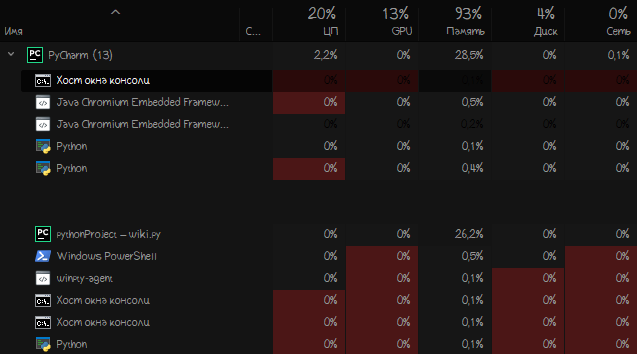 20% 13% 93% 4% 0%
Имя С... ЦП GPU Память Диск Сеть
PyCharm (13) 2,2% 0% 28,5% 0% 0,1%
Хост окна консоли 0% 0% 0% 0%
Java Chromium Embedded Framew... 0% 0% 0,5% 0% 0%
Java Chromium Embedded Framew... 0% 0% 0,2% 0% 0%
Python 0% 0% 0,1% 0% 0%
Python 0% 0% 0,4% 0% 0%
pythonProject – wiki.py 0% 0% 26,2% 0% 0%
Windows PowerShell 0% 0% 0,5% 0% 0%
winpty-agent 0% 0% 0,1% 0% 0%
Хост окна консоли 0% 0% 0,1% 0% 0%
Хост окна консоли 0% 0% 0,1% 0% 0%
Python 0% 0% 0,1% 0% 0%